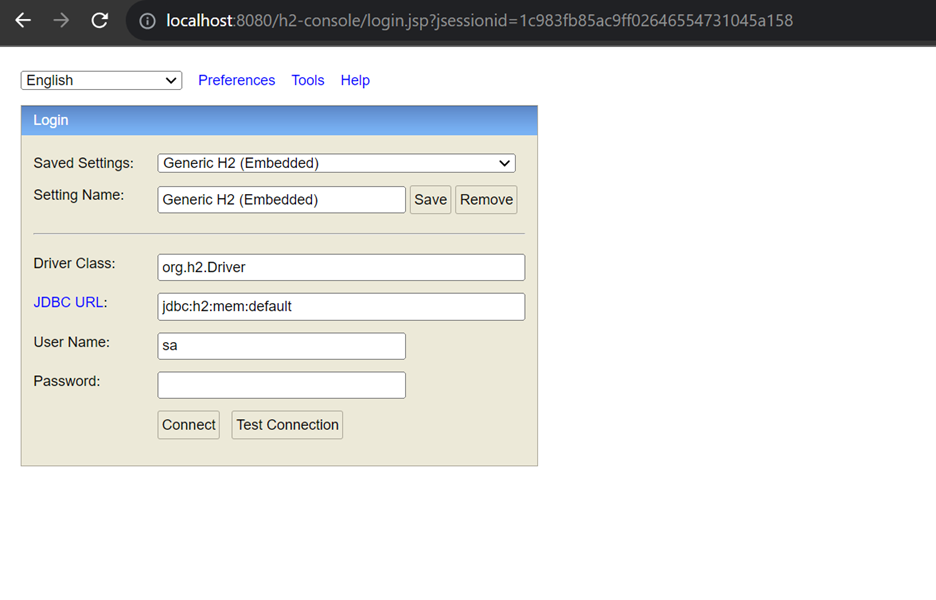 localhost:8080/h2-console/login.jsp?jsessionid=1c983fb85ac9ff02646554731045a158
English Preferences Tools Help
Login
Saved Settings: Generic H2 (Embedded)
Setting Name: Generic H2 (Embedded) Save Remove
Driver Class: org.h2.Driver
JDBC URL: jdbc:h2:mem:default
User Name: sa
Password:
Connect Test Connection